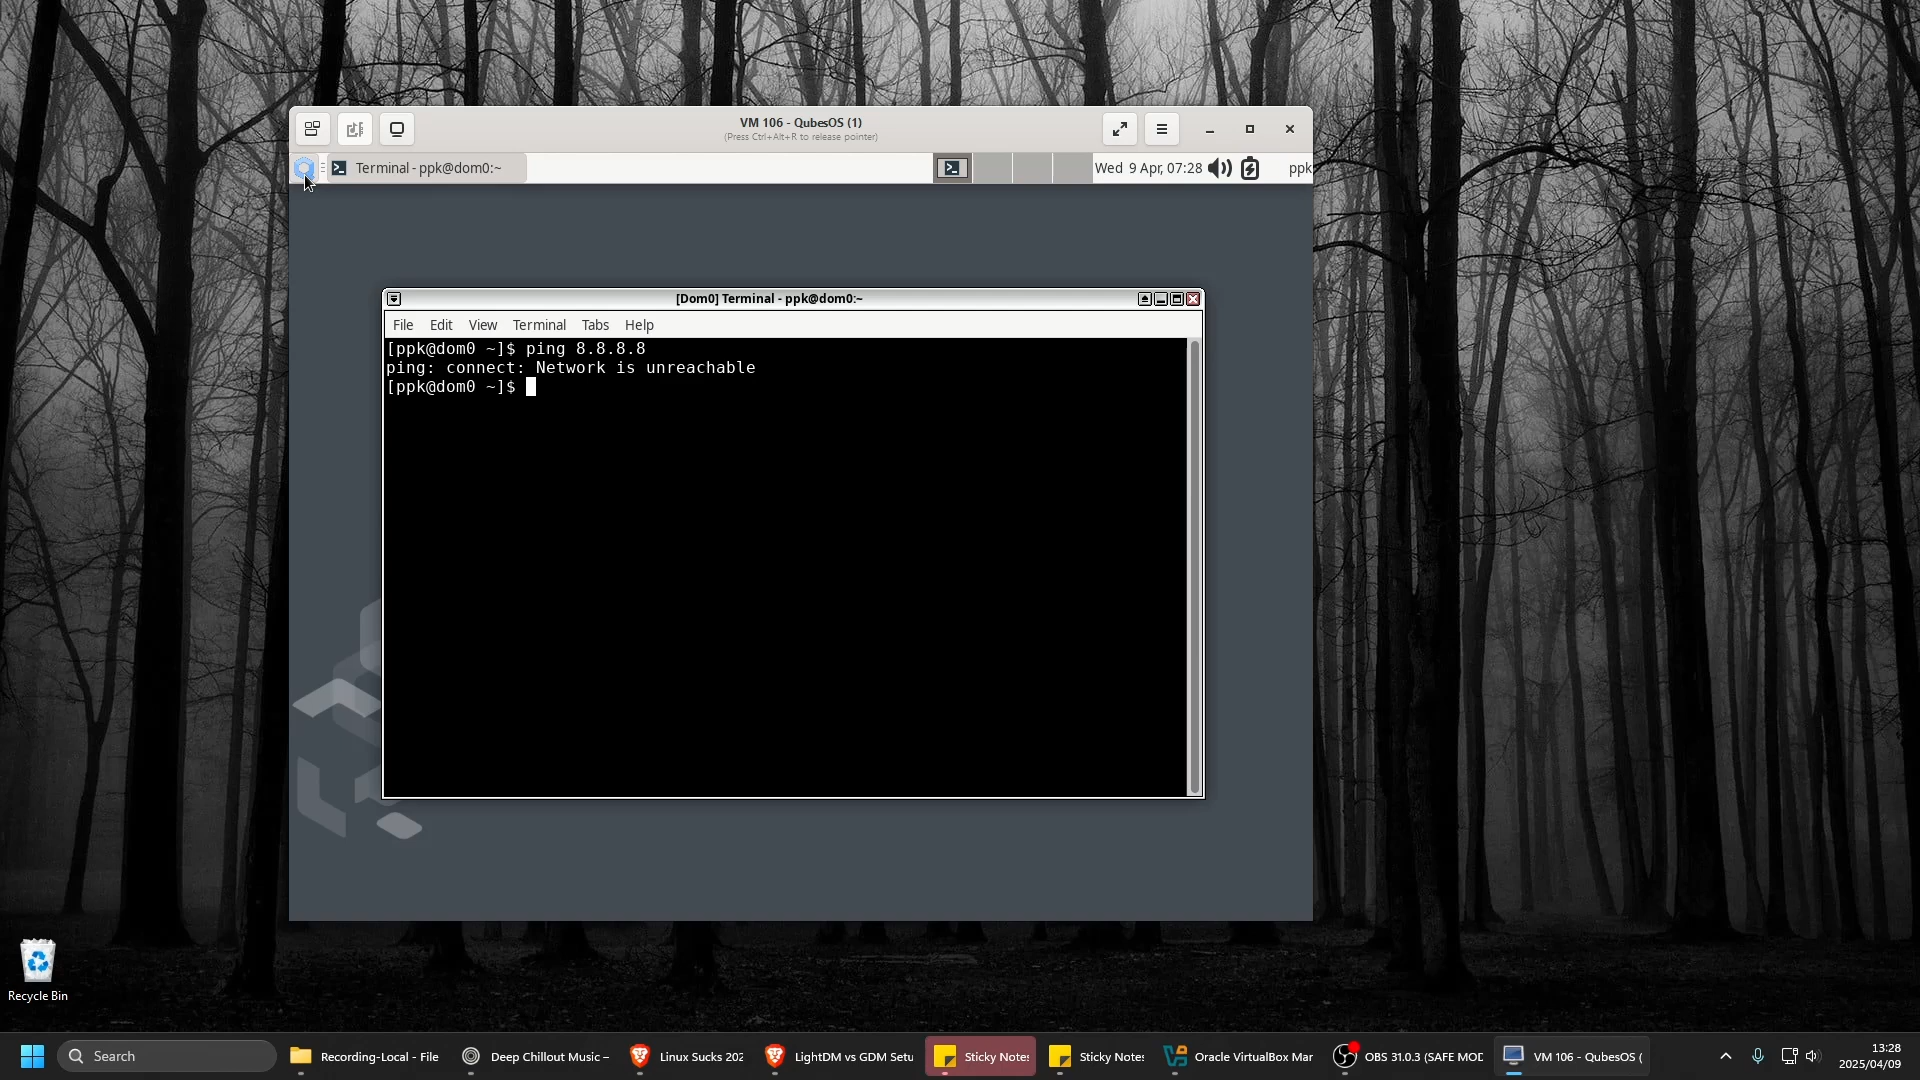 VM 106 - QubesOS (1)
(Press Ctrl+Alt+R to release pointer)
Terminal - ppk@dom0:~
Wed 9 Apr, 07:28
ppk
[Dom0] Terminal - ppk@dom0:~
File Edit View Terminal Tabs Help
[ppk@dom0 ~]$ ping 8.8.8.8
ping: connect: Network is unreachable
[ppk@dom0 ~]$
Recycle Bin
Search
Recording-Local - File
Deep Chillout Music –
Linux Sucks 202
LightDM vs GDM Setu
Sticky Notes
Sticky Notes
Oracle VirtualBox Man
OBS 31.0.3 (SAFE MOD
VM 106 - QubesOS (
13:28
2025/04/09